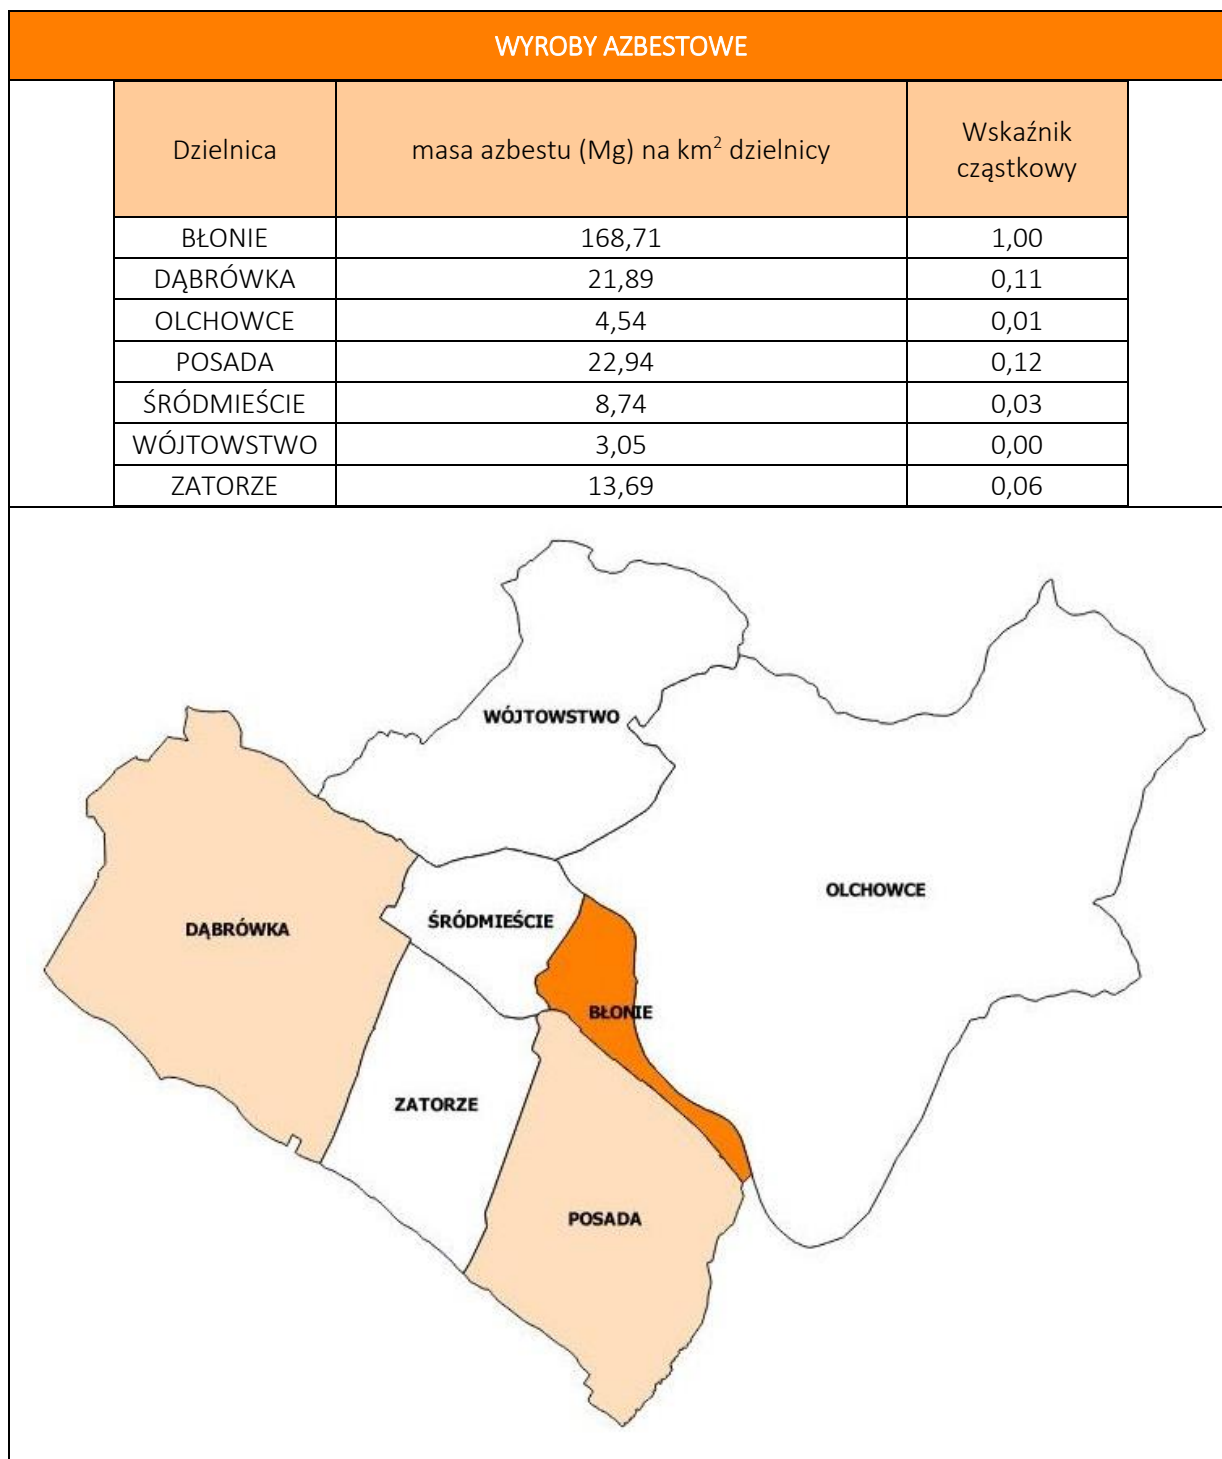 WYROBY AZBESTOWE
Dzielnica masa azbestu (Mg) na km² dzielnicy Wskaźnik cząstkowy
BŁONIE 168,71 1,00
DĄBRÓWKA 21,89 0,11
OLCHOWCE 4,54 0,01
POSADA 22,94 0,12
ŚRÓDMIEŚCIE 8,74 0,03
WÓJTOWSTWO 3,05 0,00
ZATORZE 13,69 0,06
WÓJTOWSTWO
OLCHOWCE
ŚRÓDMIEŚCIE
DĄBRÓWKA
BŁONIE
ZATORZE
POSADA